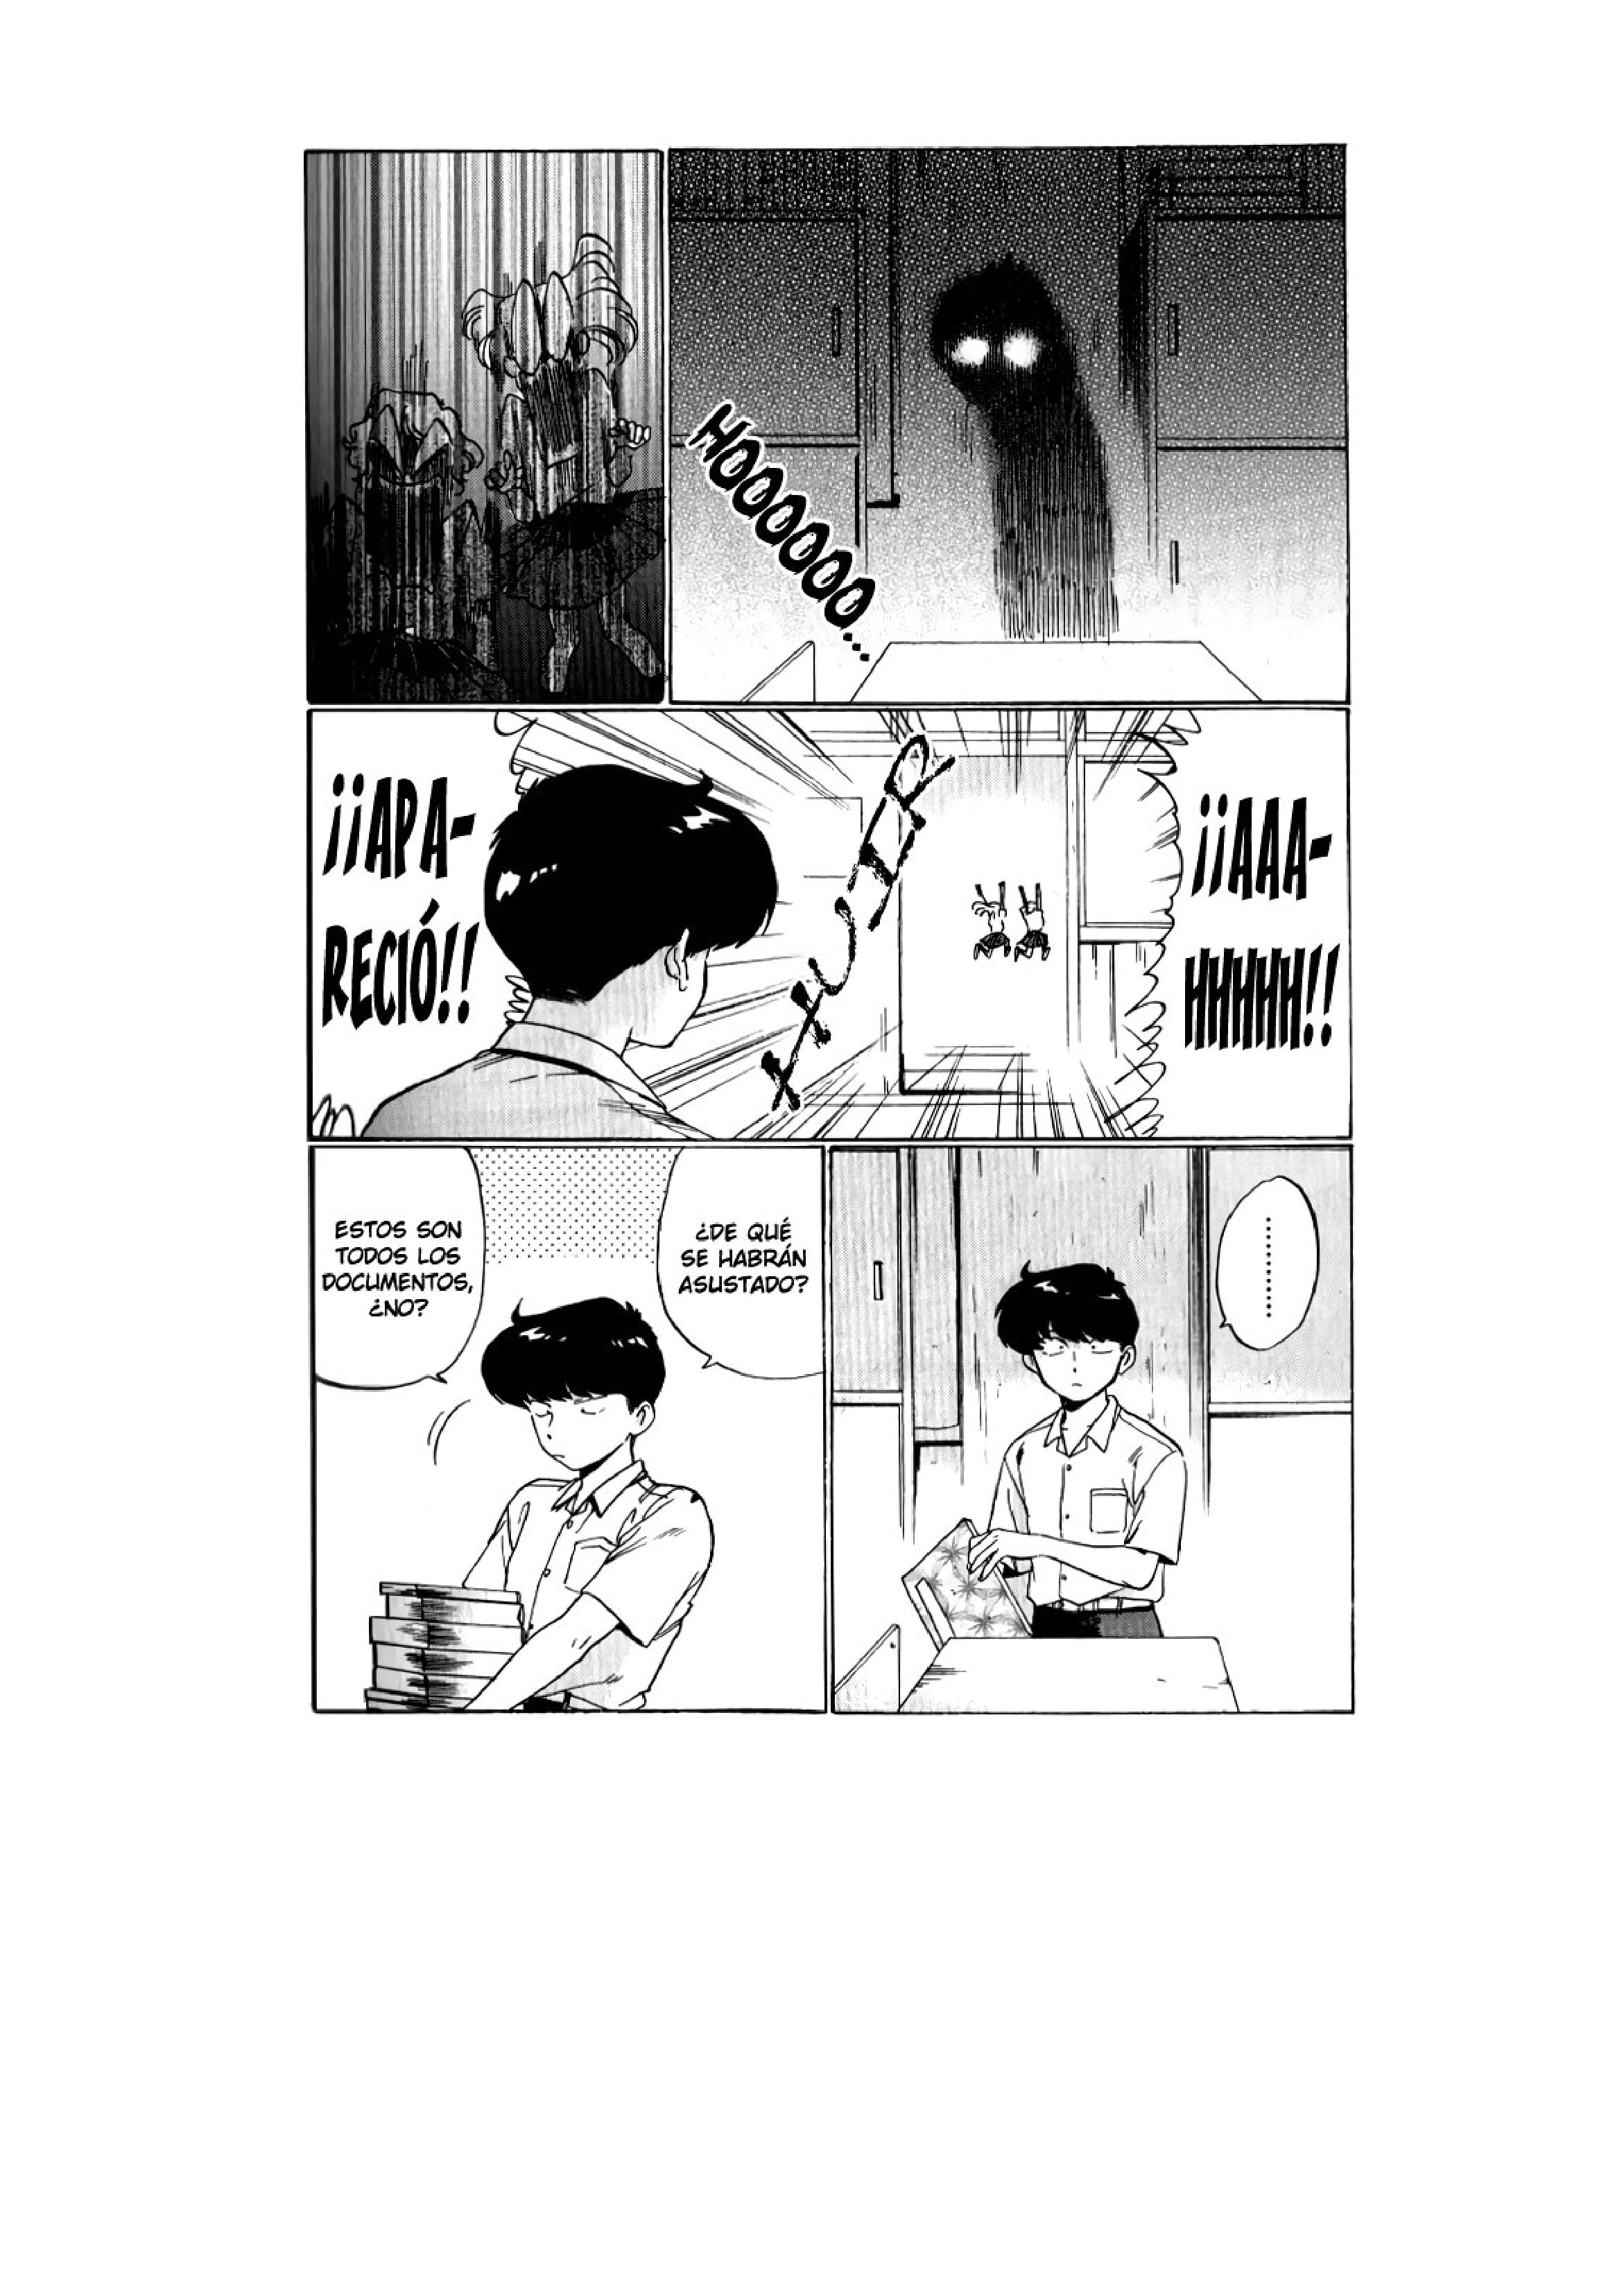 HOOOOOO...
¡¡AAA-
HHHHH!!
¡¡APA-
RECIÓ!!
.........
¿DE QUÉ
SE HABRÁN
ASUSTADO?
ESTOS SON
TODOS LOS
DOCUMENTOS,
¿NO?